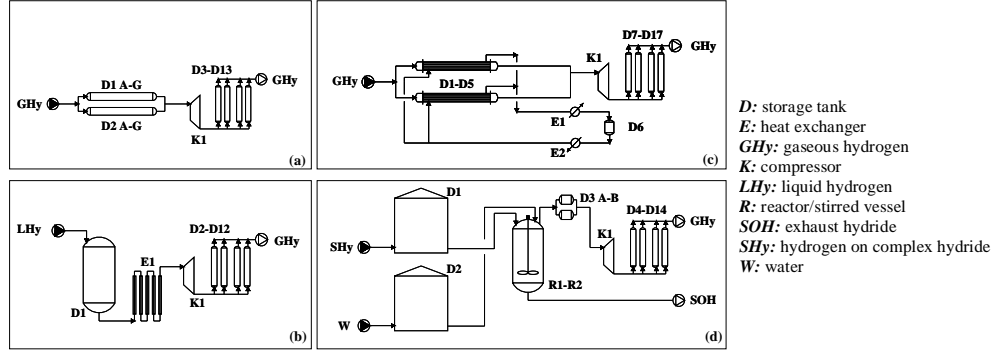 D1 A-G
D3-D13
GHy
GHy
D2 A-G
K1
(a)
D7-D17
GHy
K1
GHy
D1-D5
E1
D6
E2
(c)
LHy
D2-D12
GHy
E1
K1
D1
(b)
D1
D3 A-B
D4-D14
GHy
SHy
K1
D2
R1-R2
SOH
W
(d)
D: storage tank
E: heat exchanger
GHy: gaseous hydrogen
K: compressor
LHy: liquid hydrogen
R: reactor/stirred vessel
SOH: exhaust hydride
SHy: hydrogen on complex hydride
W: water